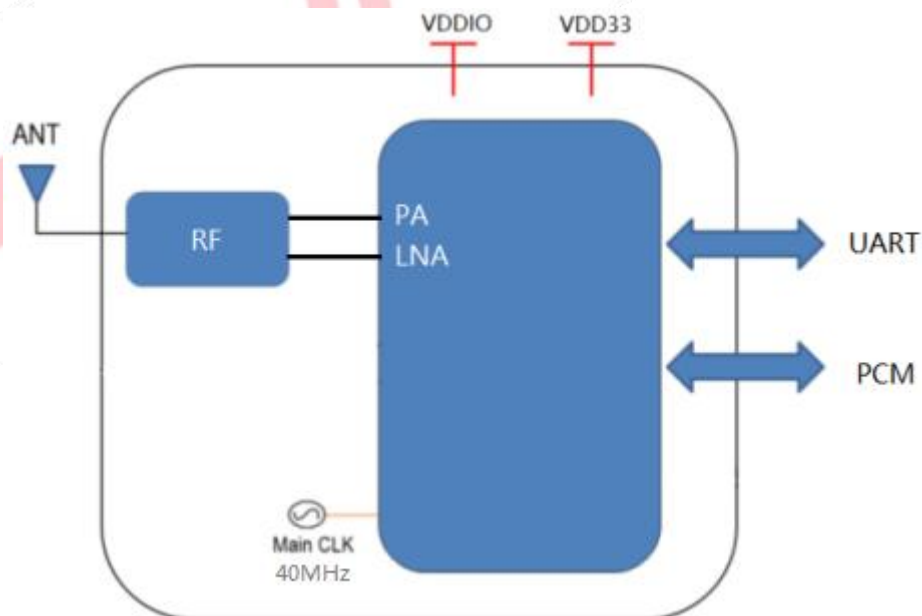 VDDIO
VDD33
ANT
RF
PA
LNA
UART
PCM
Main CLK
40MHz